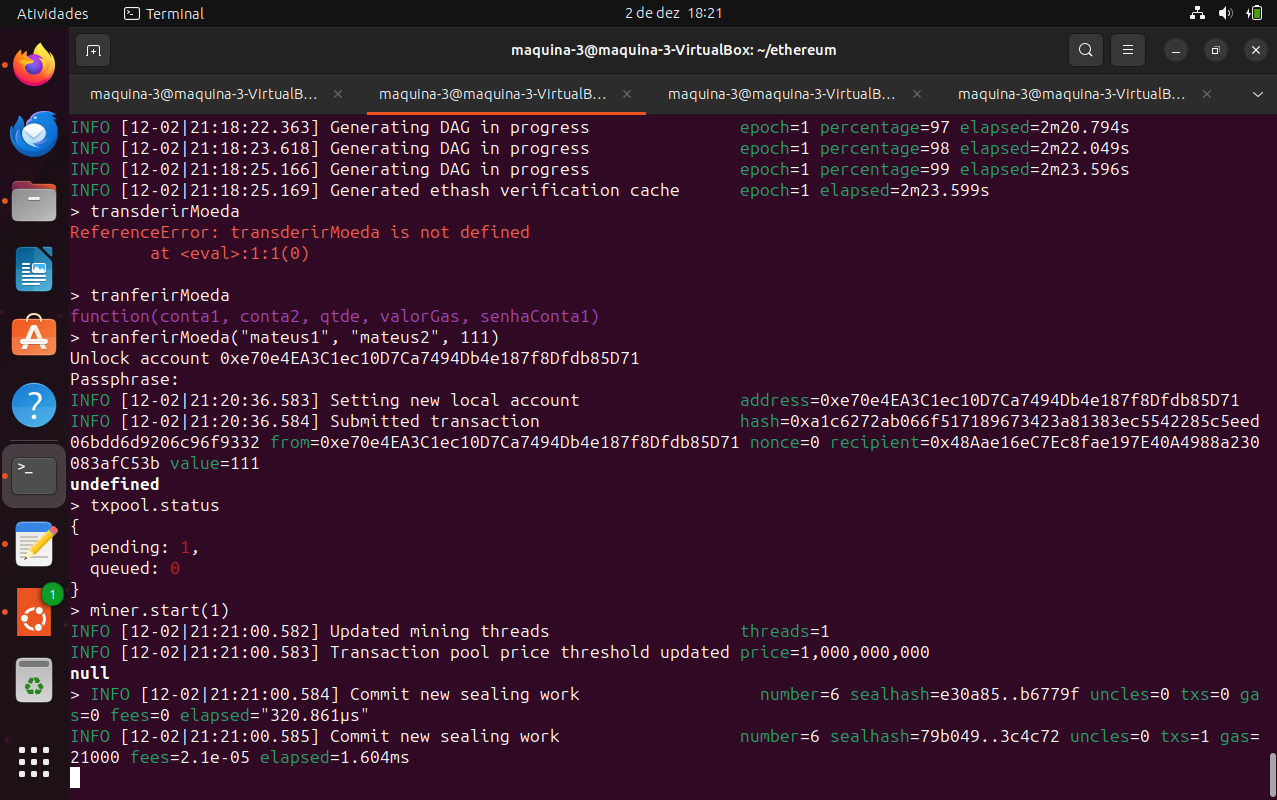 Atividades
Terminal
2 de dez 18:21
maquina-3@maquina-3-VirtualBox: ~/ethereum
maquina-3@maquina-3-VirtualB... ×
maquina-3@maquina-3-VirtualB... ×
maquina-3@maquina-3-VirtualB... ×
maquina-3@maquina-3-VirtualB... ×
INFO [12-02|21:18:22.363] Generating DAG in progress epoch=1 percentage=97 elapsed=2m20.794s
INFO [12-02|21:18:23.618] Generating DAG in progress epoch=1 percentage=98 elapsed=2m22.049s
INFO [12-02|21:18:25.166] Generating DAG in progress epoch=1 percentage=99 elapsed=2m23.596s
INFO [12-02|21:18:25.169] Generated ethash verification cache epoch=1 elapsed=2m23.599s
> transderirMoeda
ReferenceError: transderirMoeda is not defined
at <eval>:1:1(0)
> tranferirMoeda
function(conta1, conta2, qtde, valorGas, senhaConta1)
> tranferirMoeda("mateus1", "mateus2", 111)
Unlock account 0xe70e4EA3C1ec10D7Ca7494Db4e187f8Dfdb85D71
Passphrase:
INFO [12-02|21:20:36.583] Setting new local account address=0xe70e4EA3C1ec10D7Ca7494Db4e187f8Dfdb85D71
INFO [12-02|21:20:36.584] Submitted transaction hash=0xa1c6272ab066f517189673423a81383ec5542285c5eed
06bdd6d9206c96f9332 from=0xe70e4EA3C1ec10D7Ca7494Db4e187f8Dfdb85D71 nonce=0 recipient=0x48Aae16eC7Ec8fae197E40A4988a230
083afC53b value=111
undefined
> txpool.status
{
pending: 1,
queued: 0
}
> miner.start(1)
INFO [12-02|21:21:00.582] Updated mining threads threads=1
INFO [12-02|21:21:00.583] Transaction pool price threshold updated price=1,000,000,000
null
> INFO [12-02|21:21:00.584] Commit new sealing work number=6 sealhash=e30a85..b6779f uncles=0 txs=0 ga
s=0 fees=0 elapsed="320.861µs"
INFO [12-02|21:21:00.585] Commit new sealing work number=6 sealhash=79b049..3c4c72 uncles=0 txs=1 gas=
21000 fees=2.1e-05 elapsed=1.604ms
>_
?
1